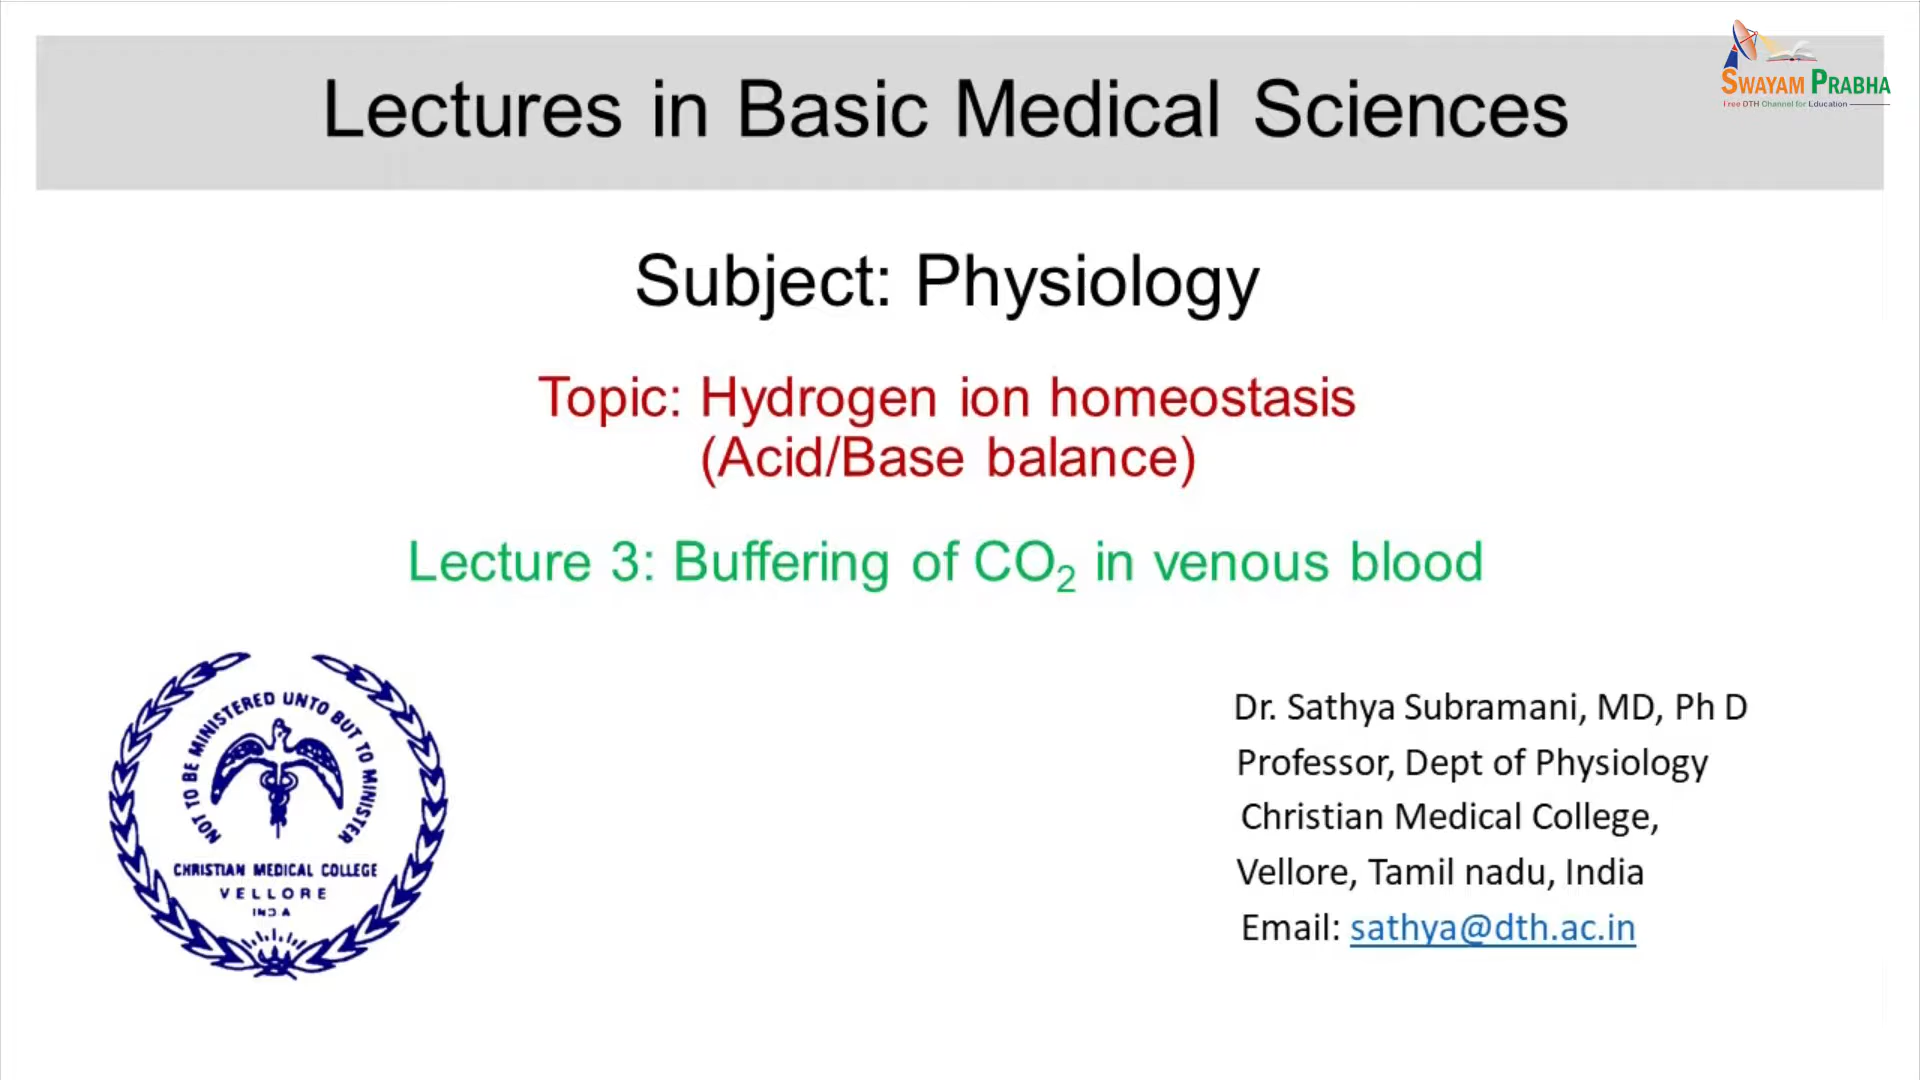 SWAYAM PRABHA
Free DTH Channel for Education
Lectures in Basic Medical Sciences
Subject: Physiology
Topic: Hydrogen ion homeostasis
(Acid/Base balance)
Lecture 3: Buffering of CO₂ in venous blood
NOT TO BE MINISTERED UNTO BUT TO MINISTER
CHRISTIAN MEDICAL COLLEGE
VELLORE
INDIA
Dr. Sathya Subramani, MD, Ph D
Professor, Dept of Physiology
Christian Medical College,
Vellore, Tamil nadu, India
Email: sathya@dth.ac.in